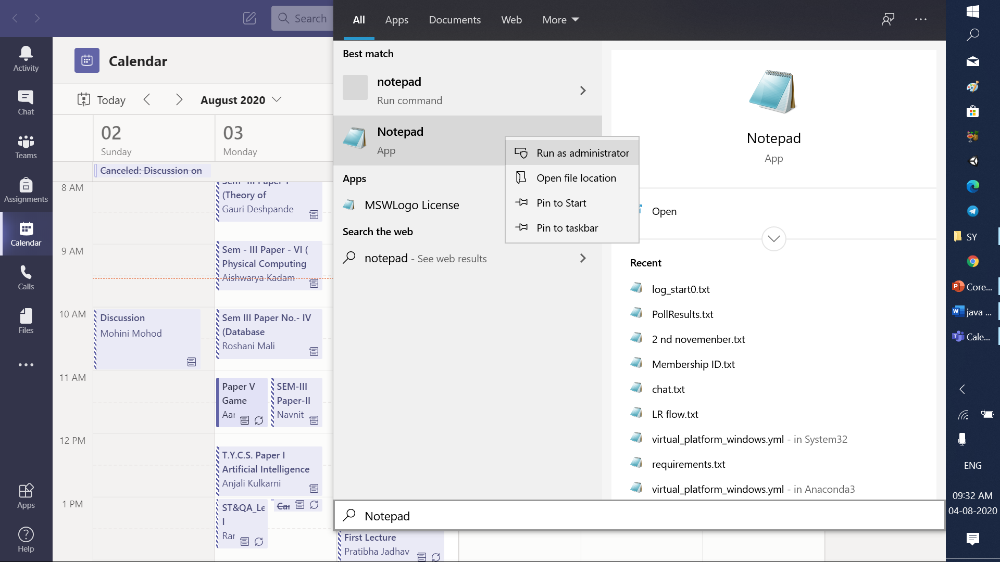 Search
All
Apps
Documents
Web
More
Activity
Chat
Teams
Assignments
Calendar
Calls
Files
Apps
Help
Calendar
Today
August 2020
02
Sunday
03
Monday
Canceled: Discussion on
8 AM
9 AM
10 AM
11 AM
12 PM
1 PM
(Theory of
Gauri Deshpande
Sem - III Paper - VI (
Physical Computing
Aishwarya Kadam
Discussion
Mohini Mohod
Sem III Paper No.- IV
(Database
Roshani Mali
Paper V
Game
Aar
SEM-III
Paper-II
Navnit
T.Y.C.S. Paper I
Artificial Intelligence
Anjali Kulkarni
ST&QA_Le
I
Rar
Car
First Lecture
Pratibha Jadhav
Best match
notepad
Run command
Notepad
App
Apps
MSWLogo License
Search the web
notepad - See web results
Run as administrator
Open file location
Pin to Start
Pin to taskbar
Notepad
App
Open
Recent
log_start0.txt
PollResults.txt
2 nd novemenber.txt
Membership ID.txt
chat.txt
LR flow.txt
virtual_platform_windows.yml - in System32
requirements.txt
virtual_platform_windows.yml - in Anaconda3
Notepad
SY
Core...
java ...
Cale...
ENG
09:32 AM
04-08-2020